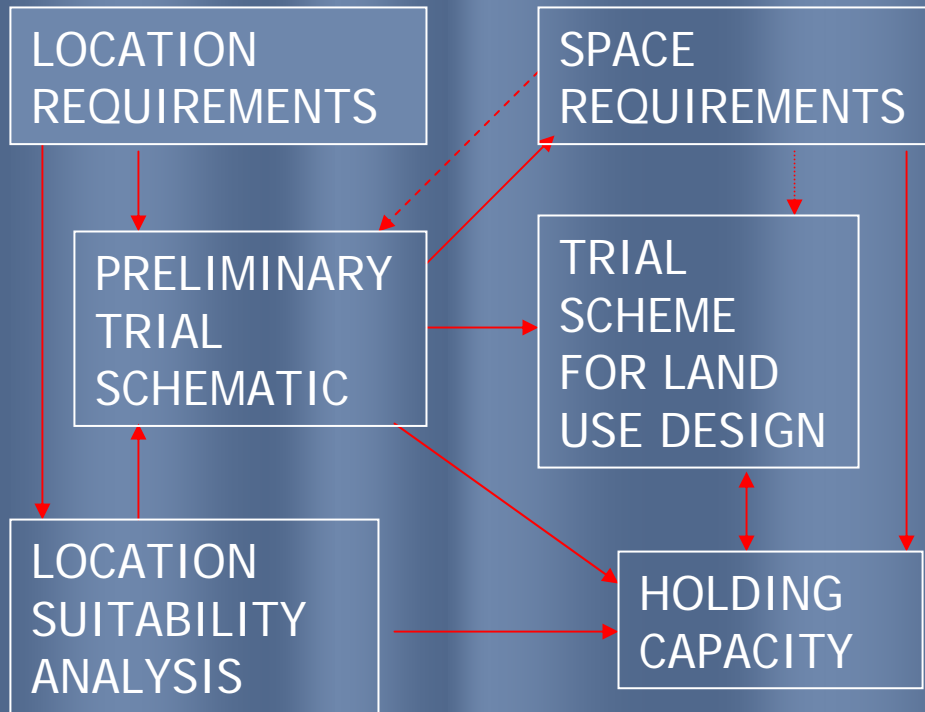 LOCATION
REQUIREMENTS
SPACE
REQUIREMENTS
PRELIMINARY
TRIAL
SCHEMATIC
TRIAL
SCHEME
FOR LAND
USE DESIGN
LOCATION
SUITABILITY
ANALYSIS
HOLDING
CAPACITY